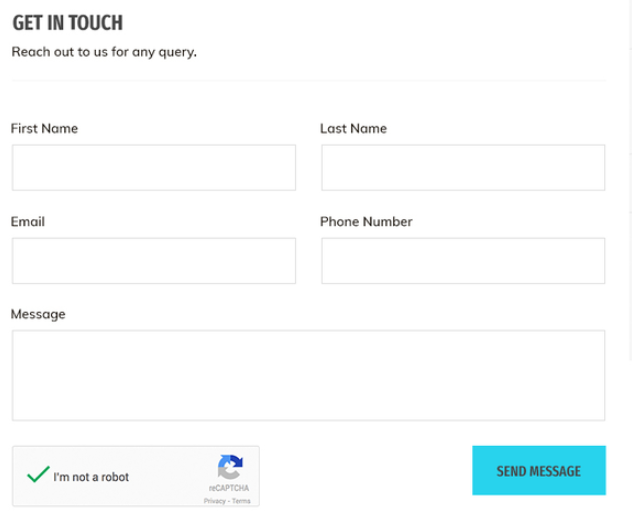 GET IN TOUCH
Reach out to us for any query.
First Name
Last Name
Email
Phone Number
Message
I'm not a robot
reCAPTCHA
Privacy - Terms
SEND MESSAGE